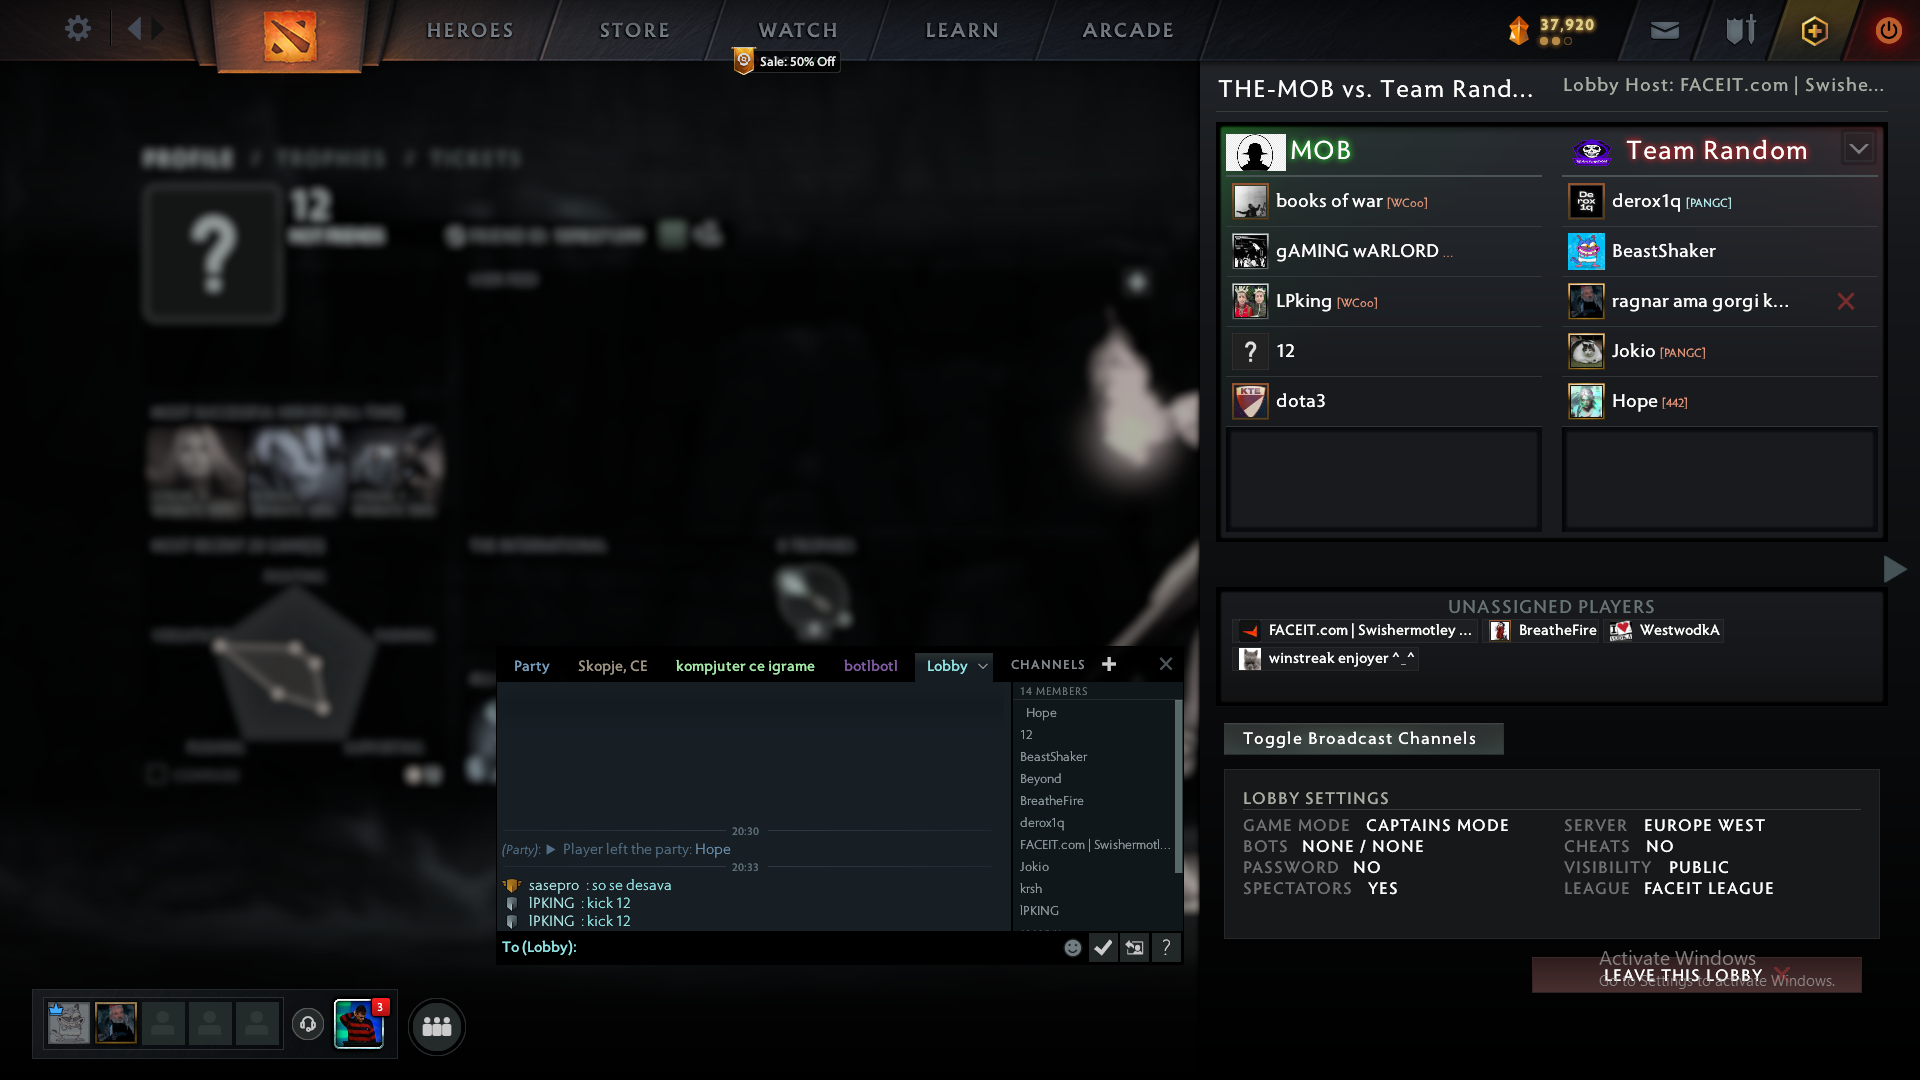 HEROES
STORE
WATCH
LEARN
ARCADE
37,920
Sale: 50% Off
THE-MOB vs. Team Rand...
Lobby Host: FACEIT.com | Swishe...
MOB
Team Random
books of war [WCoo]
derox1q [PANGC]
gAMING wARLORD ...
BeastShaker
LPking [WCoo]
ragnar ama gorgi k...
? 12
Jokio [PANGC]
dota3
Hope [442]
PROFILE / TROPHIES / TICKETS
?
12
UNASSIGNED PLAYERS
FACEIT.com | Swishermotley ...
BreatheFire
WestwodkA
winstreak enjoyer ^_^
Toggle Broadcast Channels
LOBBY SETTINGS
GAME MODE CAPTAINS MODE
SERVER EUROPE WEST
BOTS NONE / NONE
CHEATS NO
PASSWORD NO
VISIBILITY PUBLIC
SPECTATORS YES
LEAGUE FACEIT LEAGUE
LEAVE THIS LOBBY
Activate Windows
Go to Settings to activate Windows.
Party
Skopje, CE
kompjuter ce igrame
botlbotl
Lobby
CHANNELS
14 MEMBERS
Hope
12
BeastShaker
Beyond
BreatheFire
derox1q
FACEIT.com | Swishermotl...
Jokio
krsh
lPKING
20:30
(Party): Player left the party: Hope
20:33
sasepro : so se desava
lPKING : kick 12
lPKING : kick 12
To (Lobby):
?
3